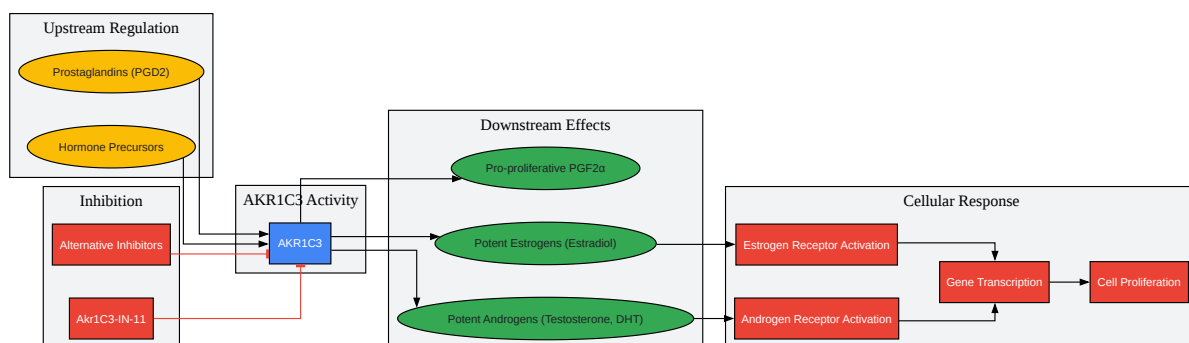 Upstream Regulation
Prostaglandins (PGD2)
Hormone Precursors
Inhibition
Alternative Inhibitors
Akr1C3-IN-11
AKR1C3 Activity
AKR1C3
Downstream Effects
Pro-proliferative PGF2α
Potent Estrogens (Estradiol)
Potent Androgens (Testosterone, DHT)
Cellular Response
Estrogen Receptor Activation
Androgen Receptor Activation
Gene Transcription
Cell Proliferation